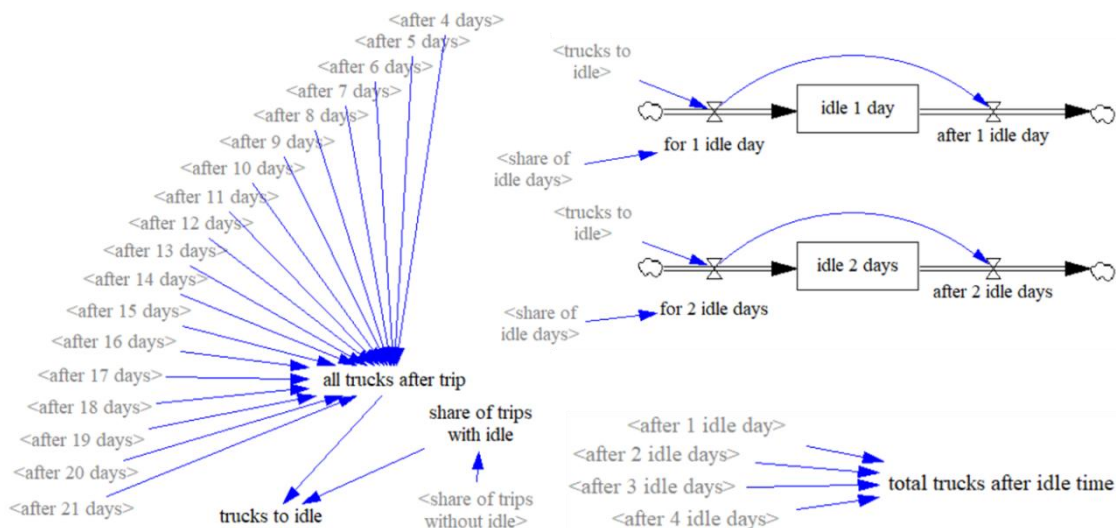 <after 4 days>
<after 5 days>
<after 6 days>
<after 7 days>
<after 8 days>
<after 9 days>
<after 10 days>
<after 11 days>
<after 12 days>
<after 13 days>
<after 14 days>
<after 15 days>
<after 16 days>
<after 17 days>
<after 18 days>
<after 19 days>
<after 20 days>
<after 21 days>
all trucks after trip
share of trips
with idle
<share of trips
without idle>
trucks to idle
<trucks to
idle>
idle 1 day
for 1 idle day
after 1 idle day
<share of
idle days>
<trucks to
idle>
idle 2 days
for 2 idle days
after 2 idle days
<share of
idle days>
<after 1 idle day>
<after 2 idle days>
<after 3 idle days>
<after 4 idle days>
total trucks after idle time